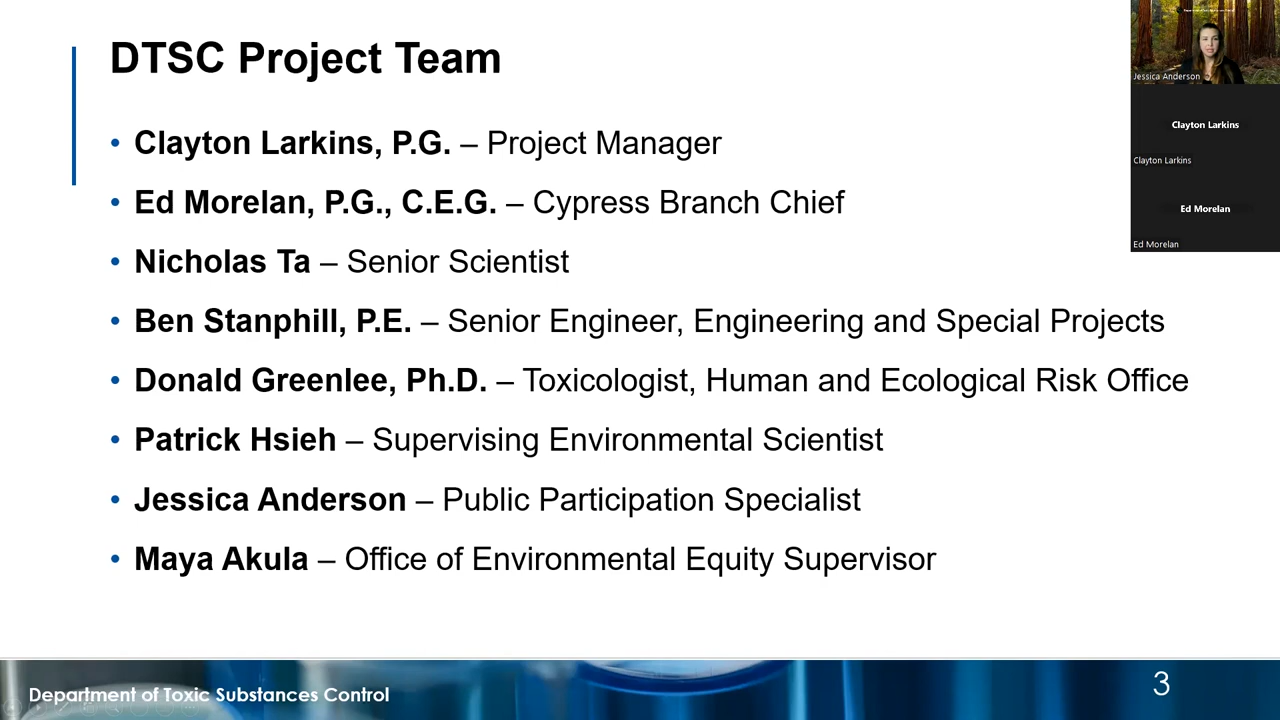 DTSC Project Team
• Clayton Larkins, P.G. – Project Manager
• Ed Morelan, P.G., C.E.G. – Cypress Branch Chief
• Nicholas Ta – Senior Scientist
• Ben Stanphill, P.E. – Senior Engineer, Engineering and Special Projects
• Donald Greenlee, Ph.D. – Toxicologist, Human and Ecological Risk Office
• Patrick Hsieh – Supervising Environmental Scientist
• Jessica Anderson – Public Participation Specialist
• Maya Akula – Office of Environmental Equity Supervisor
Jessica Anderson
Clayton Larkins
Clayton Larkins
Ed Morelan
Ed Morelan
Department of Toxic Substances Control
3